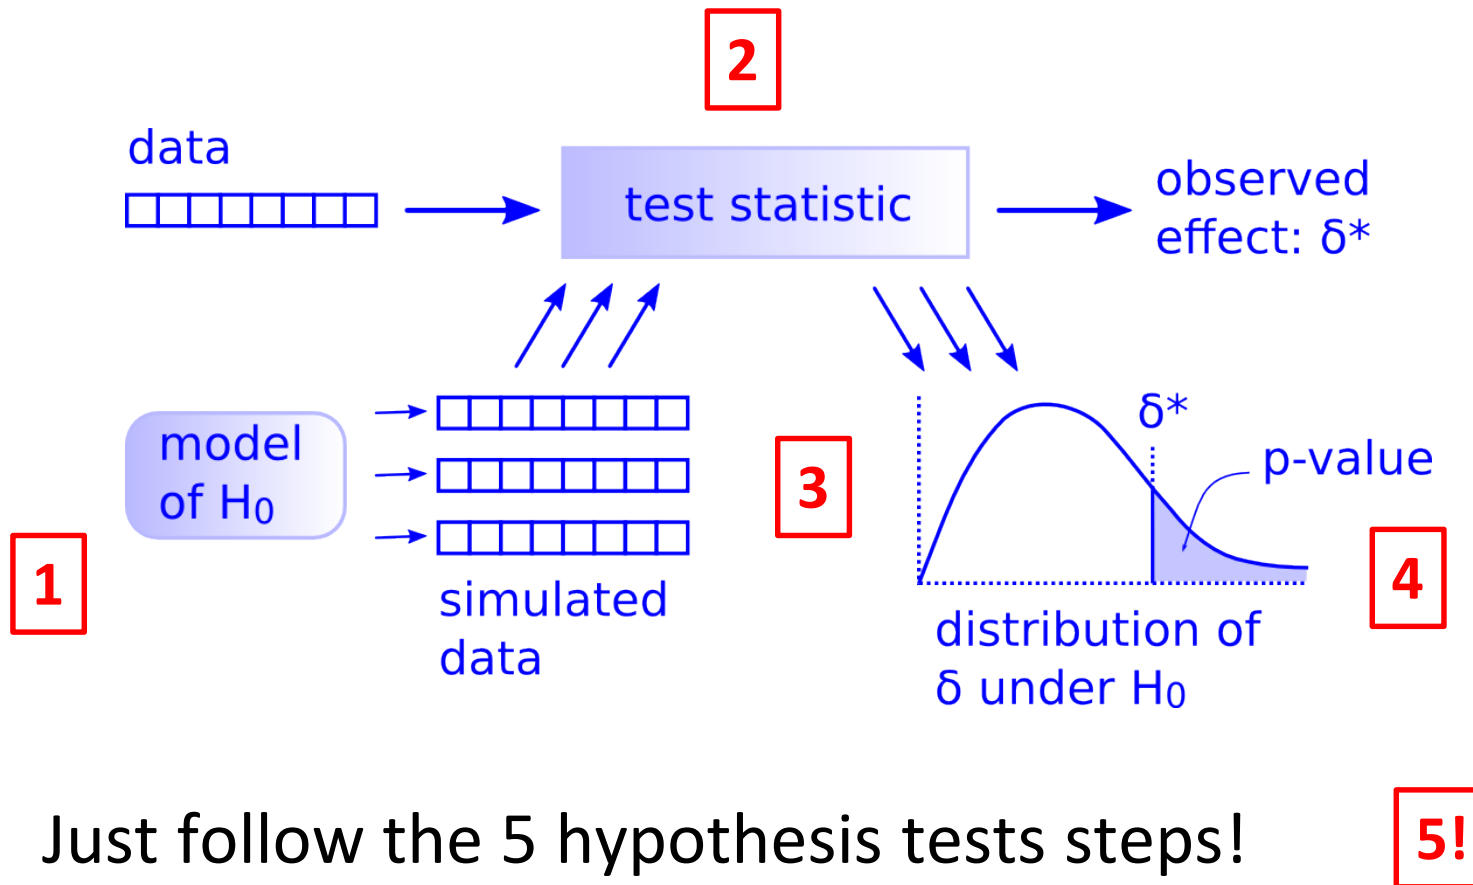 2
data
test statistic
observed
effect: δ*
model
of H₀
δ*
p-value
3
1
4
simulated
data
distribution of
δ under H₀
Just follow the 5 hypothesis tests steps!
5!